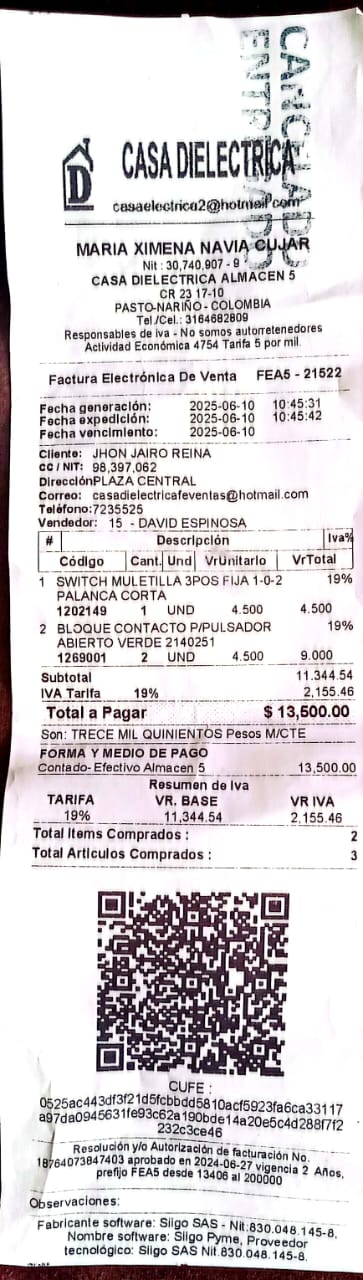 CANCELADO
ENTREGADO
D
CASA DIELECTRICA
casaelectrica2@hotmail.com
MARIA XIMENA NAVIA CUJAR
Nit : 30,740,907 - 9
CASA DIELECTRICA ALMACEN 5
CR 23 17-10
PASTO-NARIÑO - COLOMBIA
Tel./Cel.: 3164682809
Responsables de iva - No somos autorretenedores
Actividad Económica 4754 Tarifa 5 por mil.
Factura Electrónica De Venta FEA5 - 21522
Fecha generación: 2025-06-10 10:45:31
Fecha expedición: 2025-06-10 10:45:42
Fecha vencimiento: 2025-06-10
Cliente: JHON JAIRO REINA
CC / NIT: 98,397,062
DirecciónPLAZA CENTRAL
Correo: casadielectricafeventas@hotmail.com
Teléfono:7235525
Vendedor: 15 - DAVID ESPINOSA
# Descripción Iva%
Código Cant. Und VrUnitario VrTotal
1 SWITCH MULETILLA 3POS FIJA 1-0-2 19%
PALANCA CORTA
1202149 1 UND 4.500 4.500
2 BLOQUE CONTACTO P/PULSADOR 19%
ABIERTO VERDE 2140251
1269001 2 UND 4.500 9.000
Subtotal 11.344.54
IVA Tarifa 19% 2,155.46
Total a Pagar $ 13,500.00
Son: TRECE MIL QUINIENTOS Pesos M/CTE
FORMA Y MEDIO DE PAGO
Contado- Efectivo Almacen 5 13,500.00
Resumen de Iva
TARIFA VR. BASE VR IVA
19% 11,344.54 2,155.46
Total Items Comprados : 2
Total Articulos Comprados : 3
CUFE :
0525ac443df3f21d5fcbbdd5810acf5923fa6ca33117
a97da0945631fe93c62a190bde14a20e5c4d288f7f2
232c3ce46
Resolución y/o Autorización de facturación No.
18764073847403 aprobado en 2024-06-27 vigencia 2 Años,
prefijo FEA5 desde 13406 al 200000
Observaciones:
Fabricante software: Siigo SAS - Nit:830.048.145-8,
Nombre software: Siigo Pyme, Proveedor
tecnológico: Siigo SAS Nit.830.048.145-8.